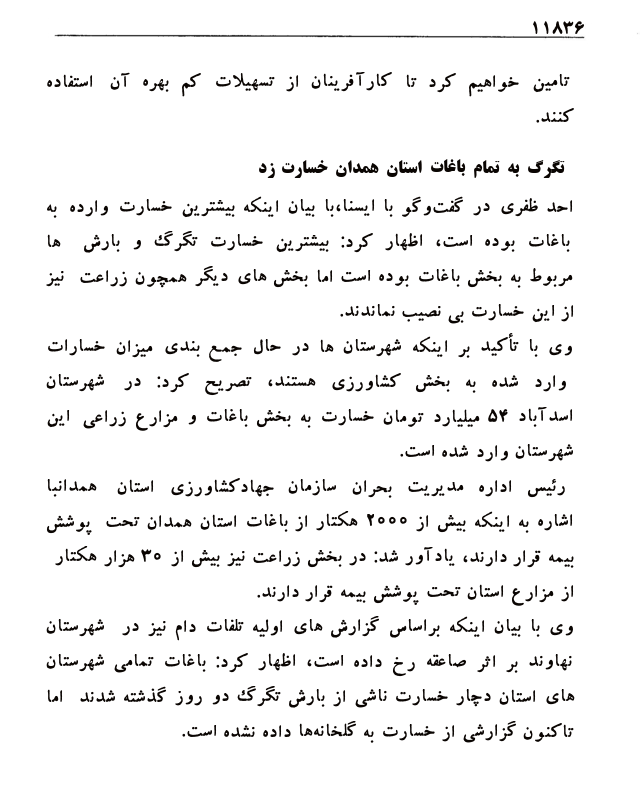 ۱۱۸۳۶
تامین خواهیم کرد تا کارآفرینان از تسهیلات کم بهره آن استفاده
کنند.
تگرگ به تمام باغات استان همدان خسارت زد
احد ظفری در گفت‌وگو با ایسنا،با بیان اینکه بیشترین خسارت وارده به
باغات بوده است، اظهار کرد: بیشترین خسارت تگرگ و بارش ها
مربوط به بخش باغات بوده است اما بخش های دیگر همچون زراعت نیز
از این خسارت بی نصیب نماندند.
وی با تأکید بر اینکه شهرستان ها در حال جمع بندی میزان خسارات
وارد شده به بخش کشاورزی هستند، تصریح کرد: در شهرستان
اسدآباد ۵۴ میلیارد تومان خسارت به بخش باغات و مزارع زراعی این
شهرستان وارد شده است.
رئیس اداره مدیریت بحران سازمان جهادکشاورزی استان همدانبا
اشاره به اینکه بیش از ۲۰۰۰ هکتار از باغات استان همدان تحت پوشش
بیمه قرار دارند، یادآور شد: در بخش زراعت نیز بیش از ۳۰ هزار هکتار
از مزارع استان تحت پوشش بیمه قرار دارند.
وی با بیان اینکه براساس گزارش های اولیه تلفات دام نیز در شهرستان
نهاوند بر اثر صاعقه رخ داده است، اظهار کرد: باغات تمامی شهرستان
های استان دچار خسارت ناشی از بارش تگرگ دو روز گذشته شدند اما
تاکنون گزارشی از خسارت به گلخانه‌ها داده نشده است.